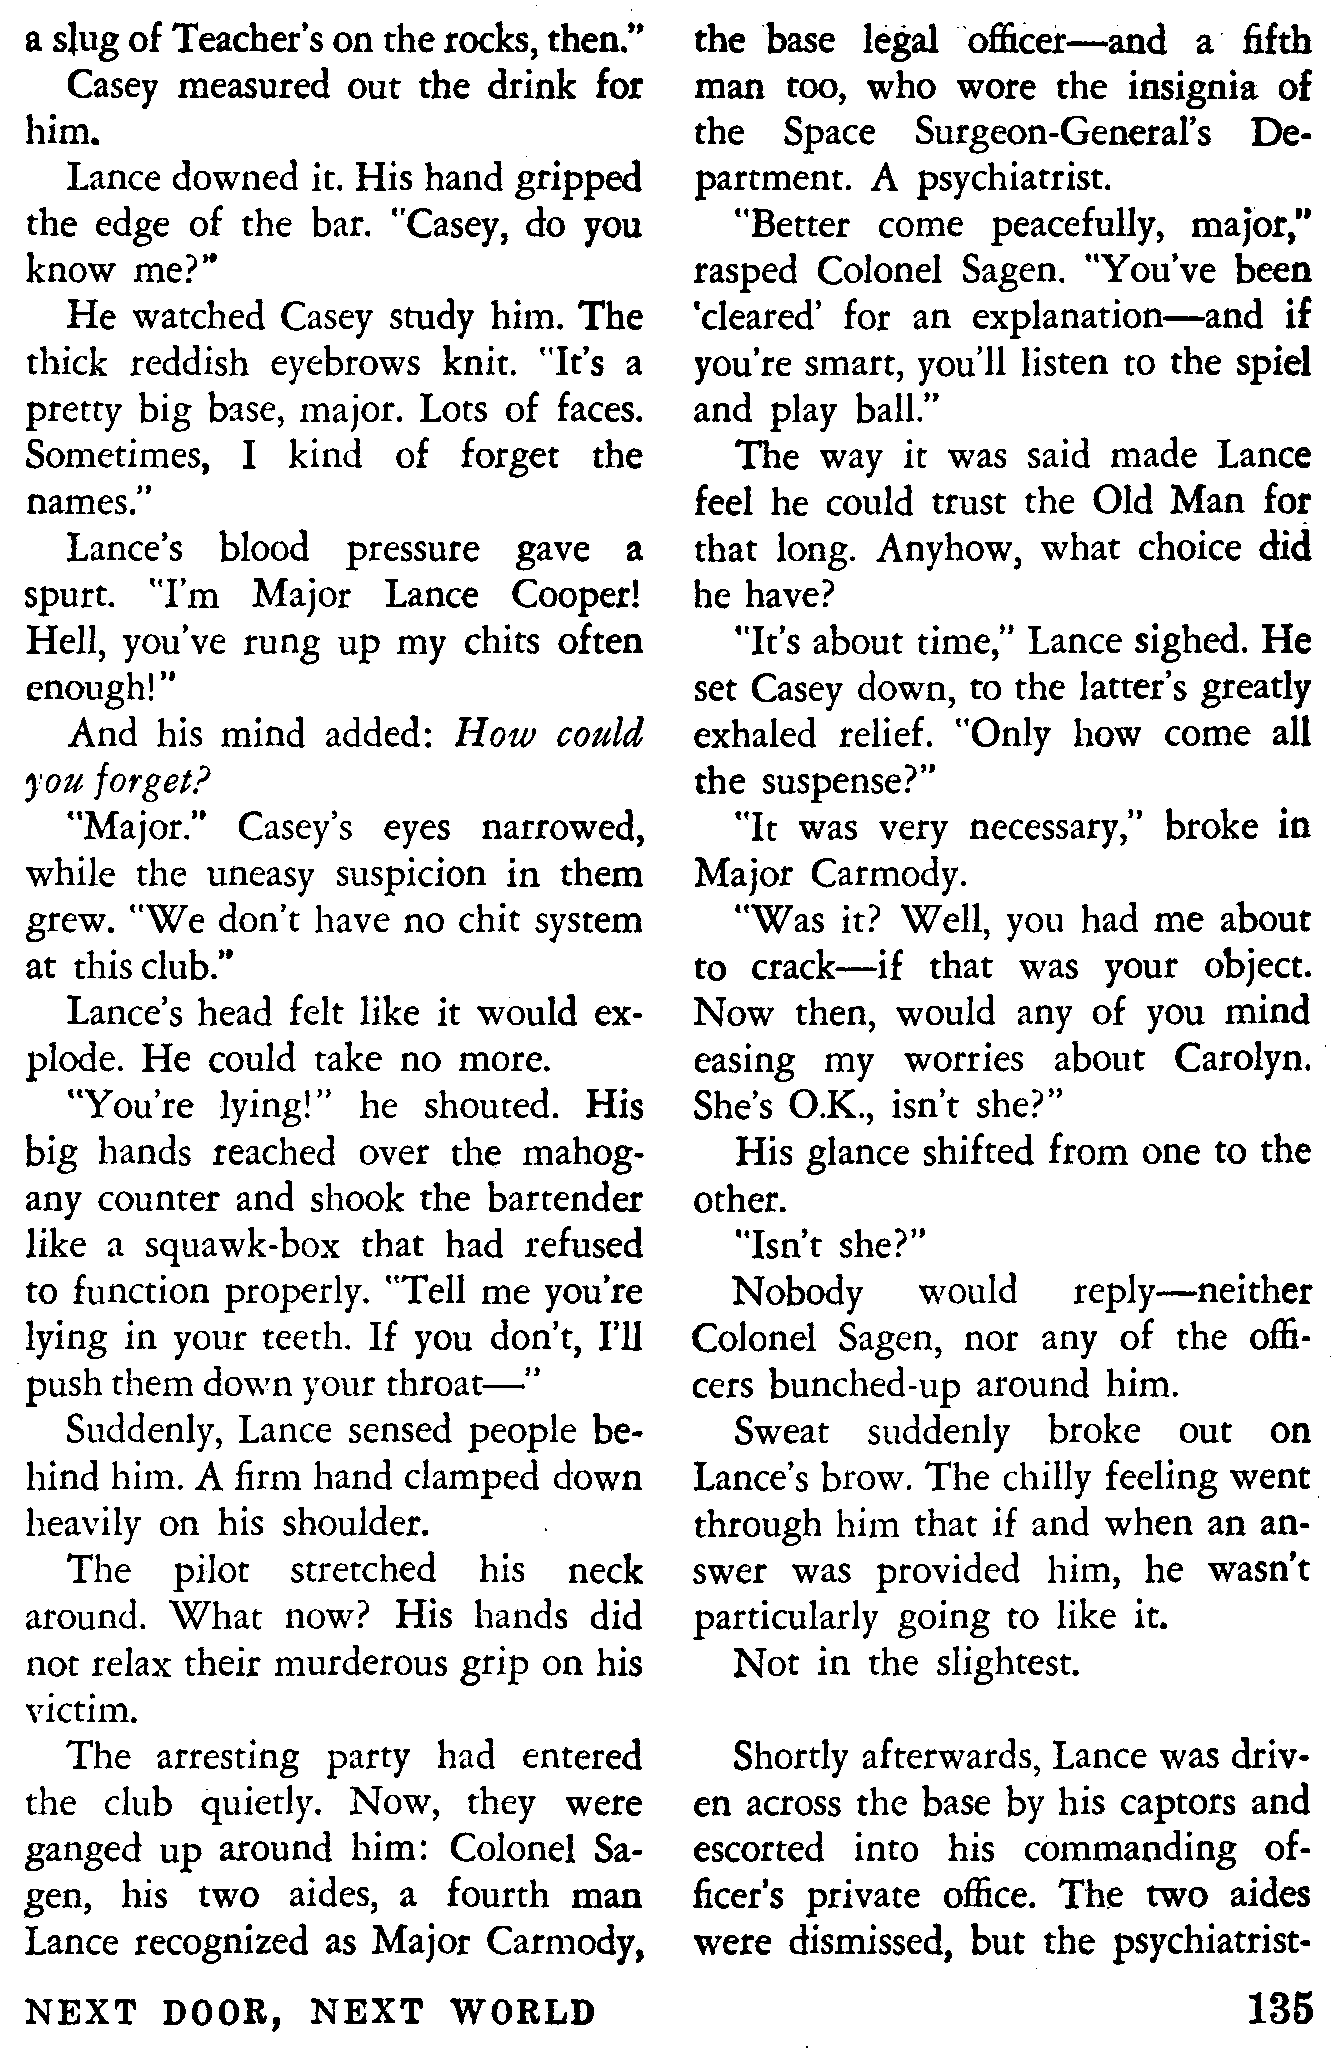 a slug of Teacher's on the rocks, then."
Casey measured out the drink for
him.
Lance downed it. His hand gripped
the edge of the bar. "Casey, do you
know me?"
He watched Casey study him. The
thick reddish eyebrows knit. "It's a
pretty big base, major. Lots of faces.
Sometimes, I kind of forget the
names."
Lance's blood pressure gave a
spurt. "I'm Major Lance Cooper!
Hell, you've rung up my chits often
enough!"
And his mind added: How could
you forget?
"Major." Casey's eyes narrowed,
while the uneasy suspicion in them
grew. "We don't have no chit system
at this club."
Lance's head felt like it would ex-
plode. He could take no more.
"You're lying!" he shouted. His
big hands reached over the mahog-
any counter and shook the bartender
like a squawk-box that had refused
to function properly. "Tell me you're
lying in your teeth. If you don't, I'll
push them down your throat—"
Suddenly, Lance sensed people be-
hind him. A firm hand clamped down
heavily on his shoulder.
The pilot stretched his neck
around. What now? His hands did
not relax their murderous grip on his
victim.
The arresting party had entered
the club quietly. Now, they were
ganged up around him: Colonel Sa-
gen, his two aides, a fourth man
Lance recognized as Major Carmody,
the base legal officer—and a fifth
man too, who wore the insignia of
the Space Surgeon-General's De-
partment. A psychiatrist.
"Better come peacefully, major,"
rasped Colonel Sagen. "You've been
'cleared' for an explanation—and if
you're smart, you'll listen to the spiel
and play ball."
The way it was said made Lance
feel he could trust the Old Man for
that long. Anyhow, what choice did
he have?
"It's about time," Lance sighed. He
set Casey down, to the latter's greatly
exhaled relief. "Only how come all
the suspense?"
"It was very necessary," broke in
Major Carmody.
"Was it? Well, you had me about
to crack—if that was your object.
Now then, would any of you mind
easing my worries about Carolyn.
She's O.K., isn't she?"
His glance shifted from one to the
other.
"Isn't she?"
Nobody would reply—neither
Colonel Sagen, nor any of the offi-
cers bunched-up around him.
Sweat suddenly broke out on
Lance's brow. The chilly feeling went
through him that if and when an an-
swer was provided him, he wasn't
particularly going to like it.
Not in the slightest.
Shortly afterwards, Lance was driv-
en across the base by his captors and
escorted into his commanding of-
ficer's private office. The two aides
were dismissed, but the psychiatrist-
NEXT DOOR, NEXT WORLD
135